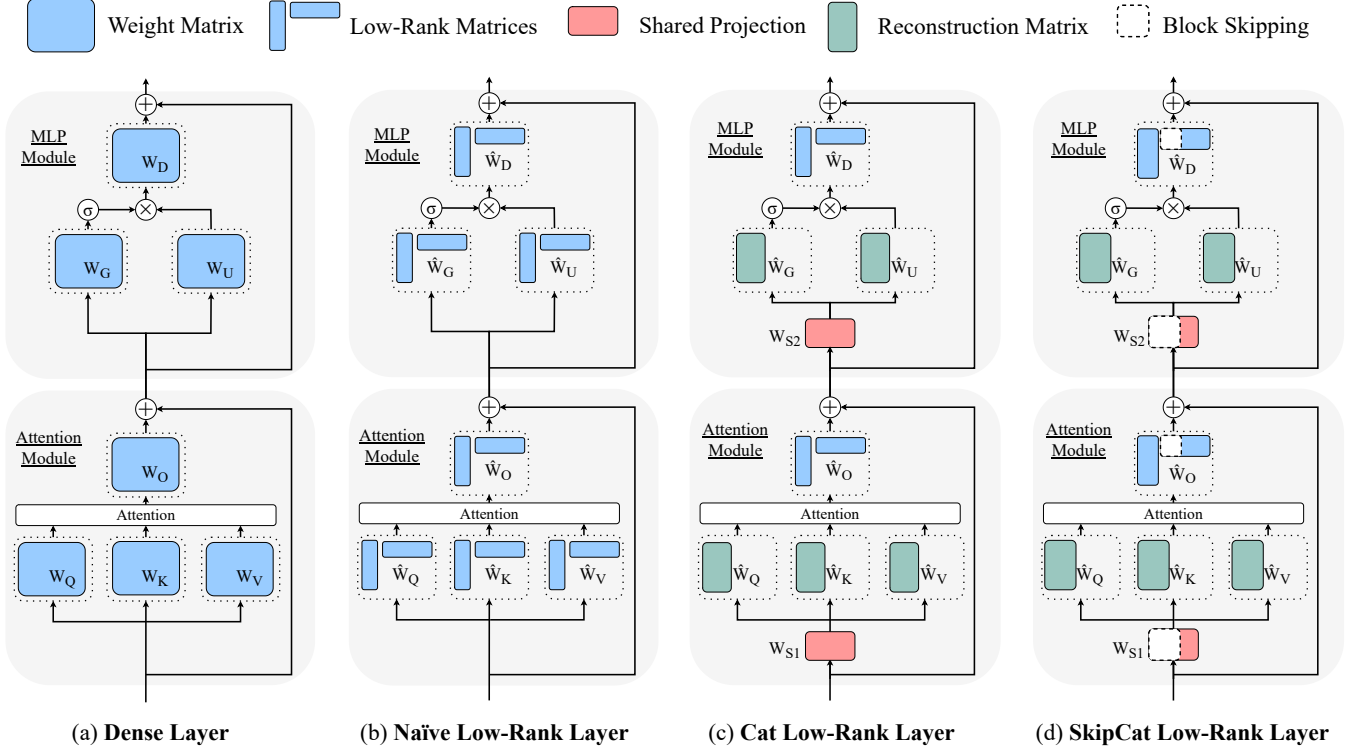 Weight Matrix
Low-Rank Matrices
Shared Projection
Reconstruction Matrix
Block Skipping
MLP
Module
W_D
σ
W_G
W_U
Attention
Module
W_O
Attention
W_Q
W_K
W_V
(a) Dense Layer
MLP
Module
Ŵ_D
σ
Ŵ_G
Ŵ_U
Attention
Module
Ŵ_O
Attention
Ŵ_Q
Ŵ_K
Ŵ_V
(b) Naïve Low-Rank Layer
MLP
Module
Ŵ_D
σ
Ŵ_G
Ŵ_U
W_S2
Attention
Module
Ŵ_O
Attention
Ŵ_Q
Ŵ_K
Ŵ_V
W_S1
(c) Cat Low-Rank Layer
MLP
Module
Ŵ_D
σ
Ŵ_G
Ŵ_U
W_S2
Attention
Module
Ŵ_O
Attention
Ŵ_Q
Ŵ_K
Ŵ_V
W_S1
(d) SkipCat Low-Rank Layer